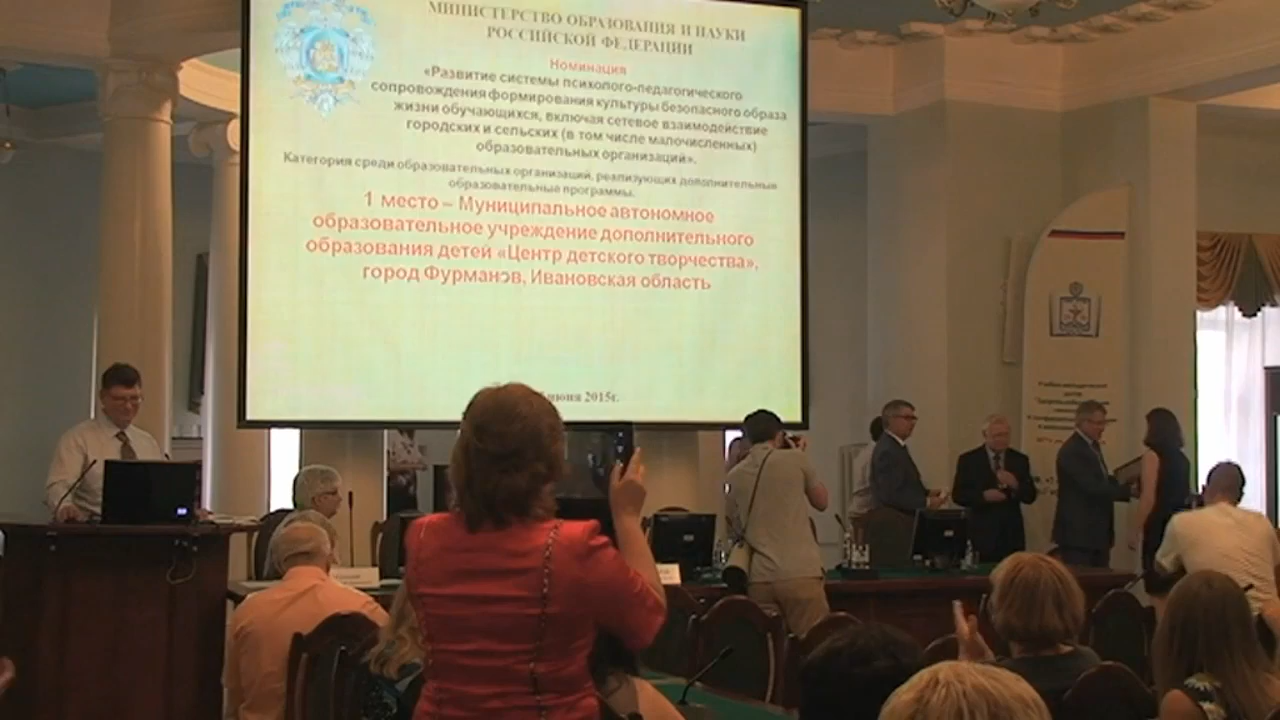 МИНИСТЕРСТВО ОБРАЗОВАНИЯ И НАУКИ
РОССИЙСКОЙ ФЕДЕРАЦИИ
Номинация
«Развитие системы психолого-педагогического
сопровождения формирования культуры безопасного образа
жизни обучающихся, включая сетевое взаимодействие
городских и сельских (в том числе малочисленных)
образовательных организаций».
Категория среди образовательных организаций, реализующих дополнительные
образовательные программы.
1 место – Муниципальное автономное
образовательное учреждение дополнительного
образования детей «Центр детского творчества»,
город Фурманов, Ивановская область
июня 2015г.